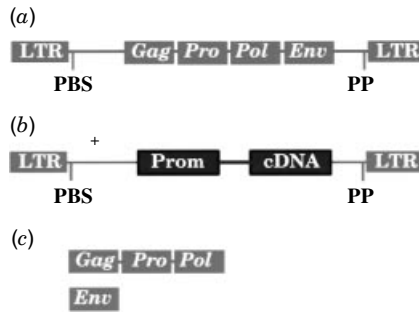 (a)
LTR Gag Pro Pol Env LTR
PBS PP
(b)
+
LTR Prom cDNA LTR
PBS PP
(c)
Gag Pro Pol
Env